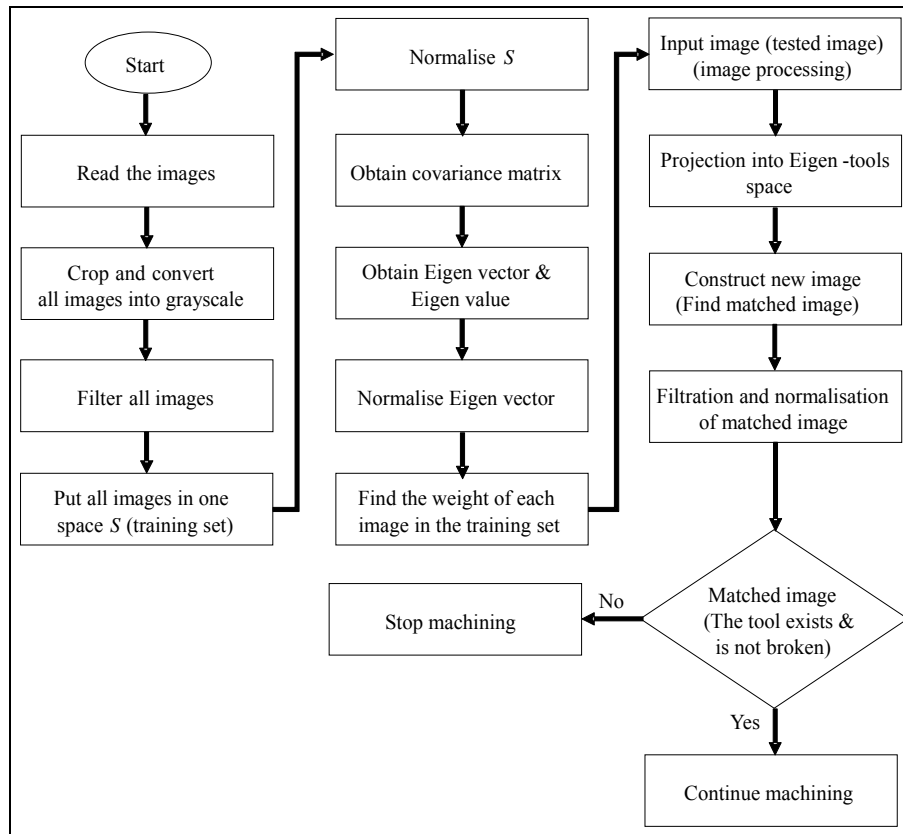 Start
Read the images
Crop and convert
all images into grayscale
Filter all images
Put all images in one
space S (training set)
Normalise S
Obtain covariance matrix
Obtain Eigen vector &
Eigen value
Normalise Eigen vector
Find the weight of each
image in the training set
Input image (tested image)
(image processing)
Projection into Eigen -tools
space
Construct new image
(Find matched image)
Filtration and normalisation
of matched image
Matched image
(The tool exists &
is not broken)
No
Stop machining
Yes
Continue machining